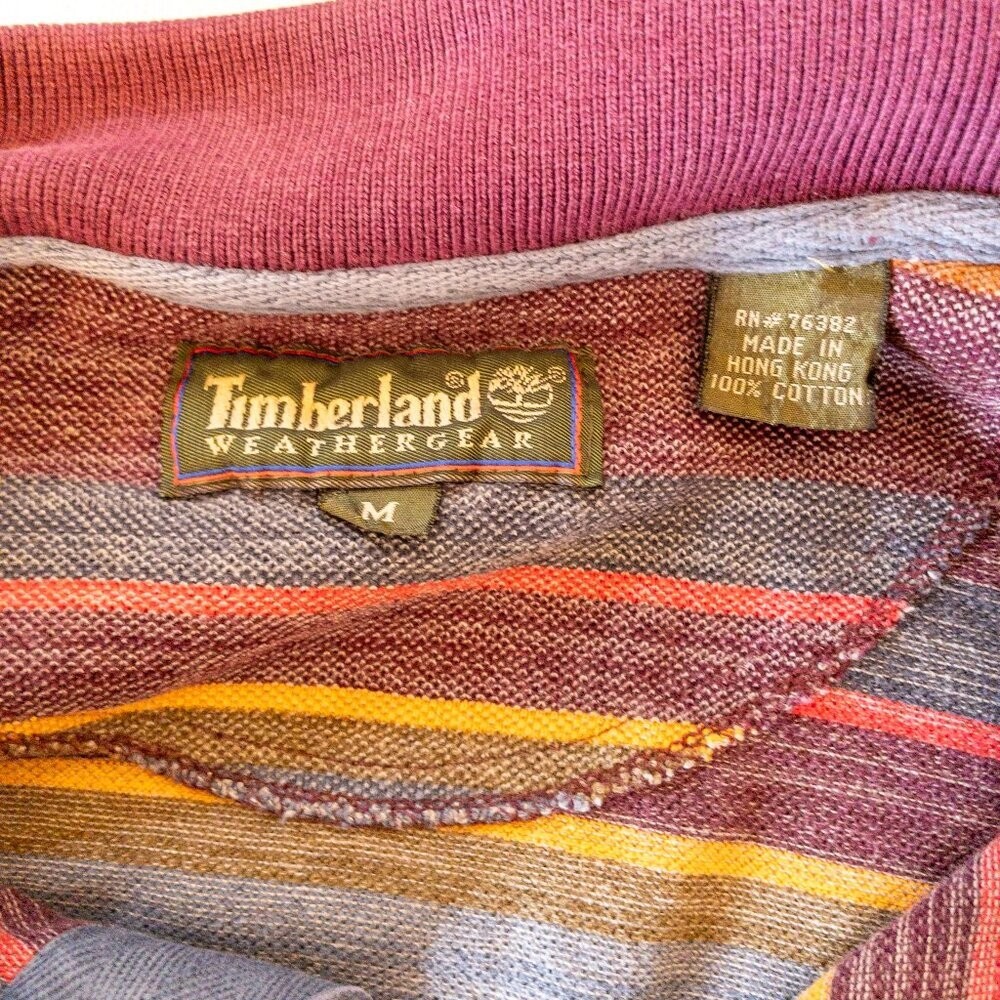 Timberland®
WEATHERGEAR
M
RN# 76382
MADE IN
HONG KONG
100% COTTON